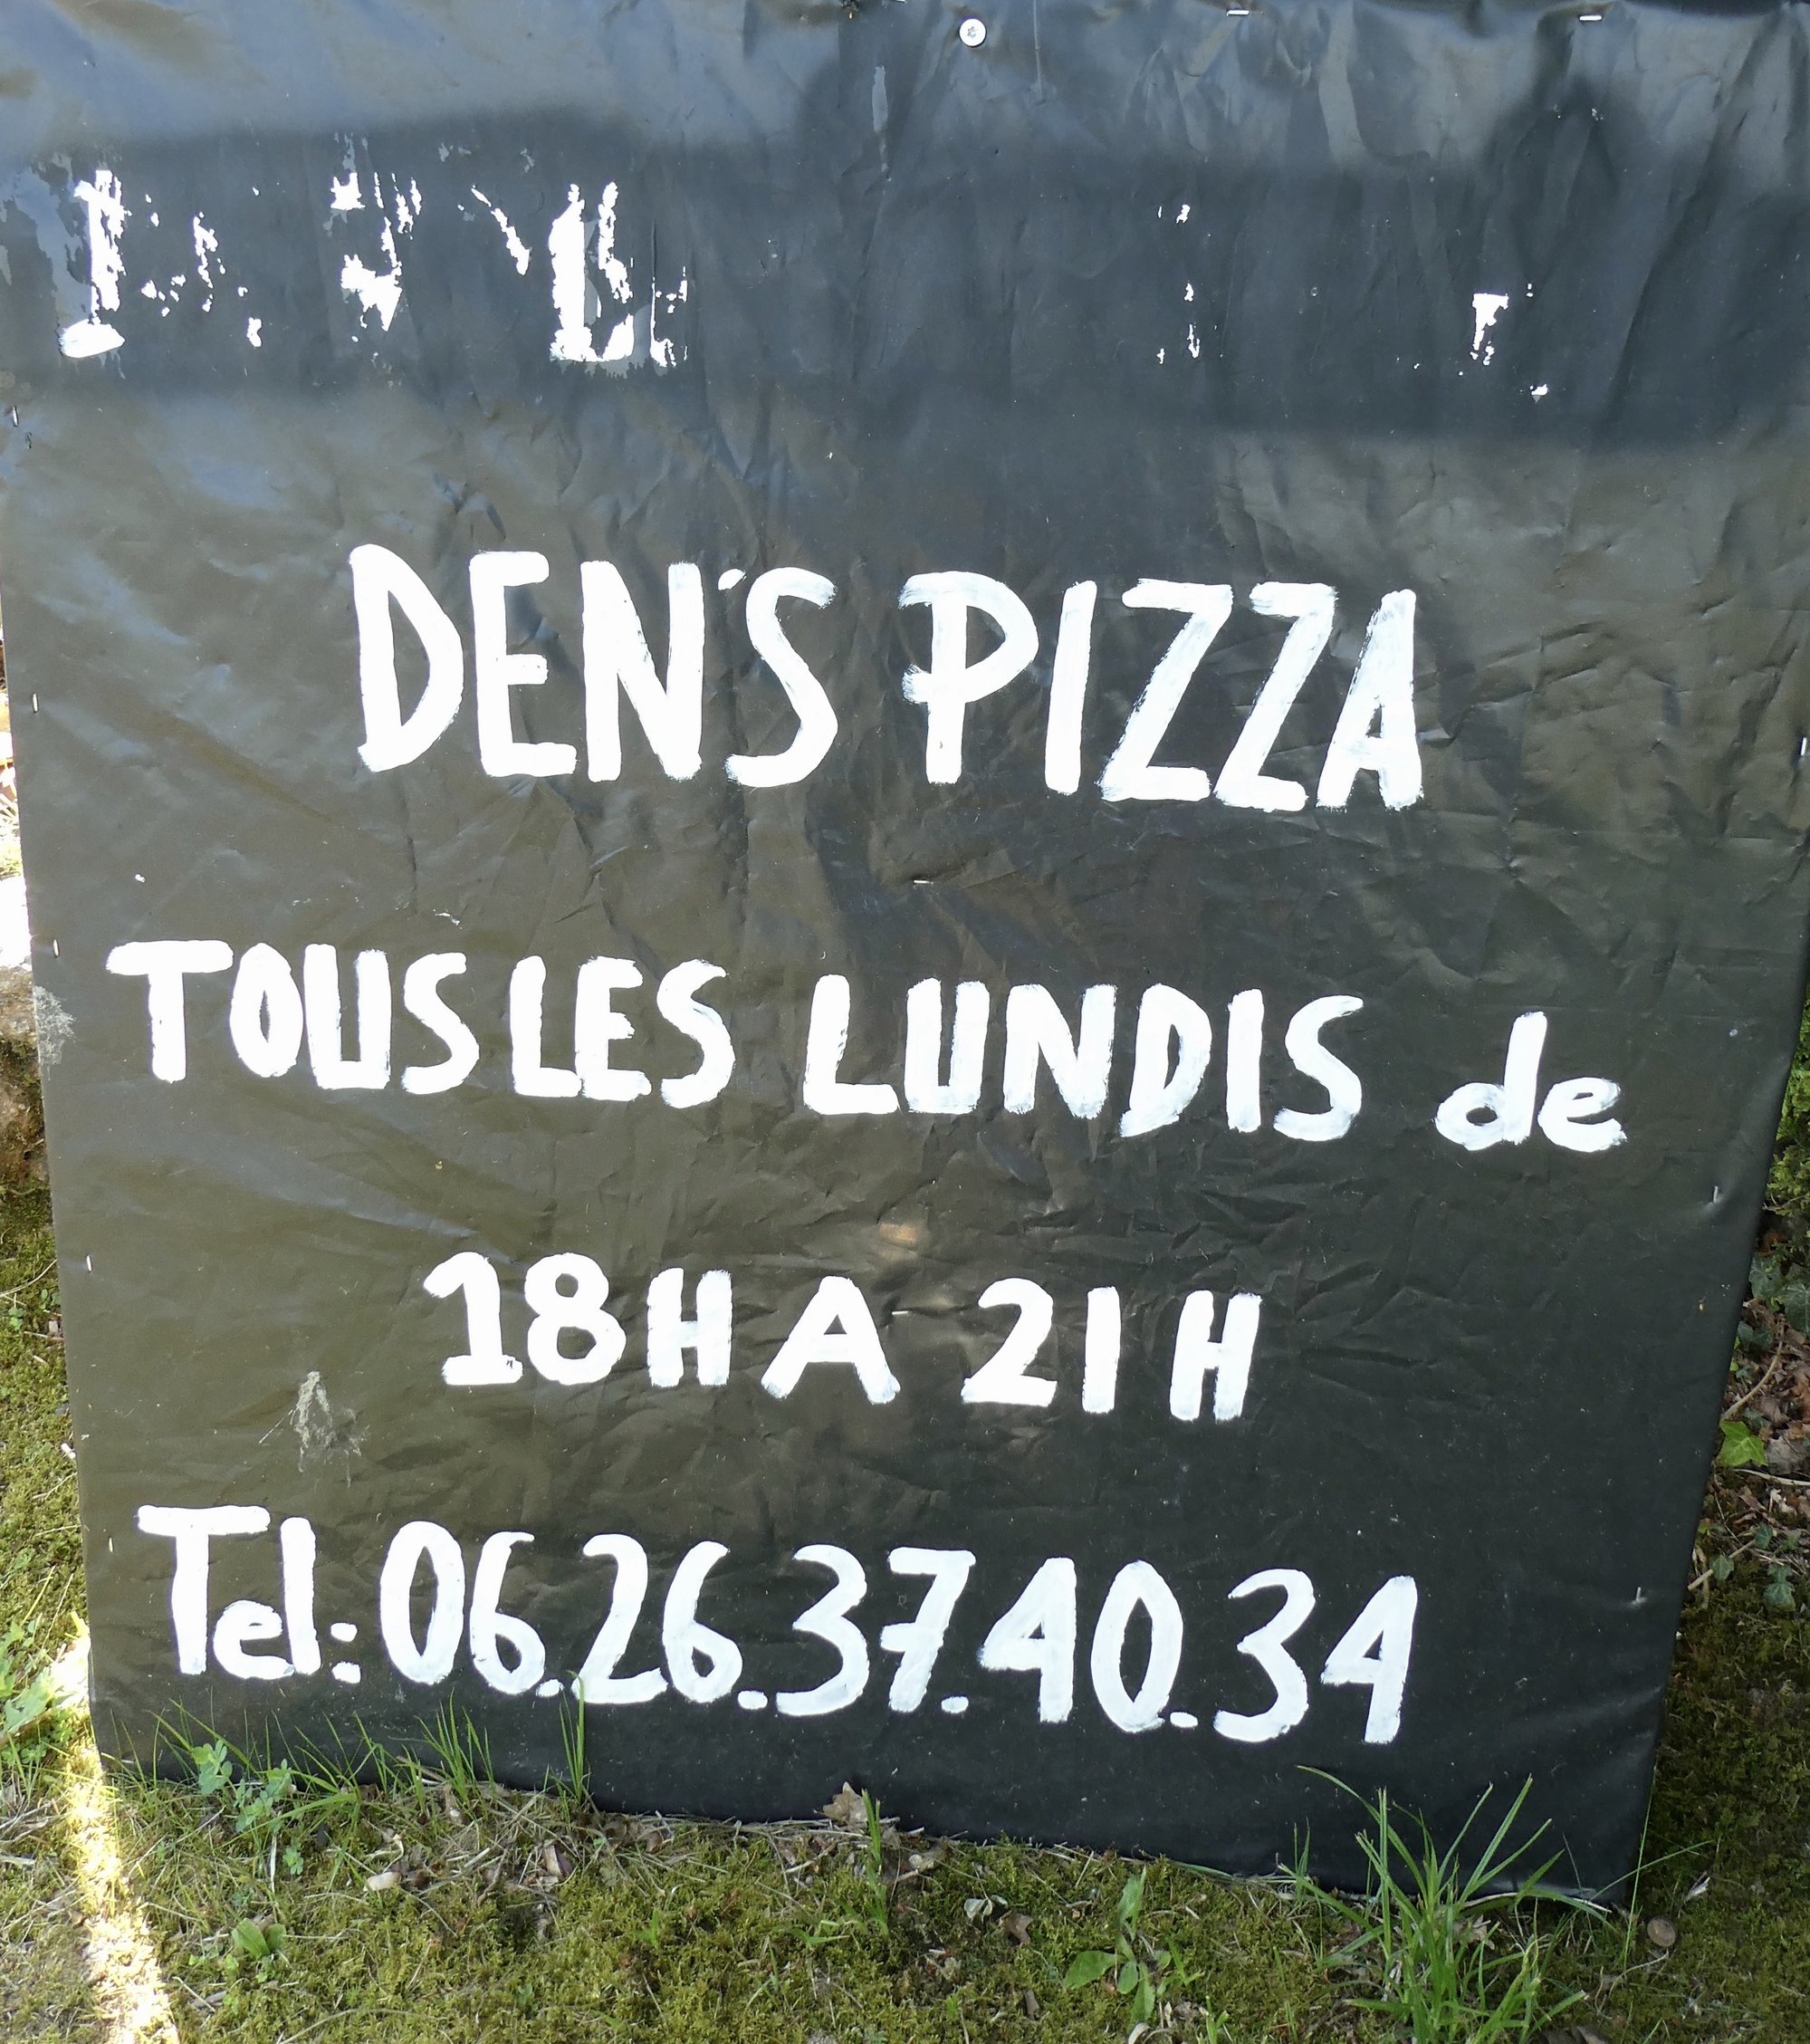 DEN'S PIZZA
TOUS LES LUNDIS de
18H A 21H
Tel: 06.26.37.40.34